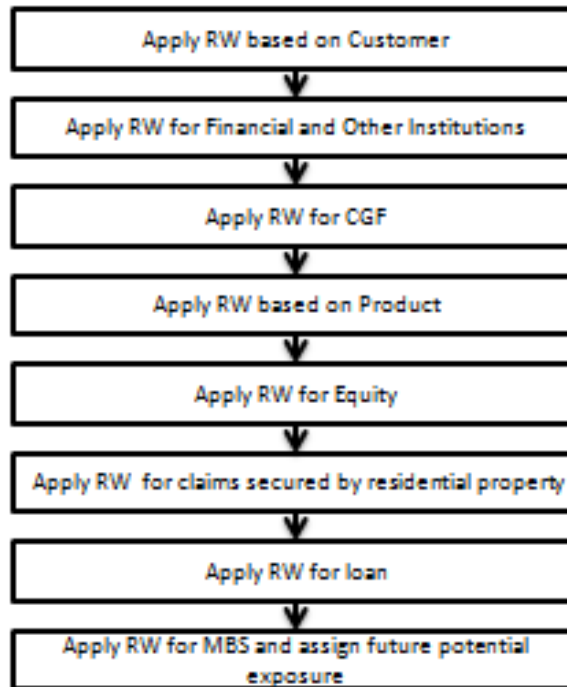 Apply RW based on Customer
Apply RW for Financial and Other Institutions
Apply RW for CGF
Apply RW based on Product
Apply RW for Equity
Apply RW  for claims secured by residential property
Apply RW for loan
Apply RW for MBS and assign future potential
exposure